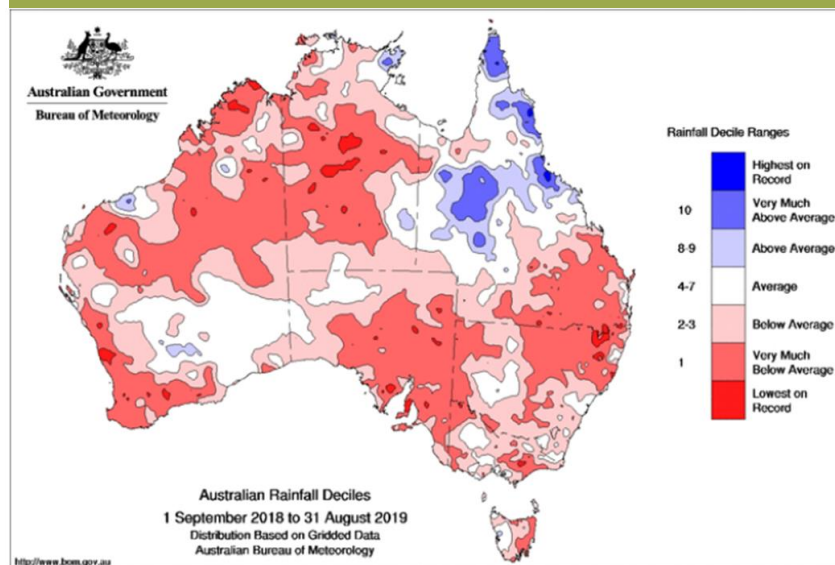 Australian Government
Bureau of Meteorology
Rainfall Decile Ranges
Highest on
Record
10
Very Much
Above Average
8-9
Above Average
4-7
Average
2-3
Below Average
1
Very Much
Below Average
Lowest on
Record
Australian Rainfall Deciles
1 September 2018 to 31 August 2019
Distribution Based on Gridded Data
Australian Bureau of Meteorology
http://www.bom.gov.au